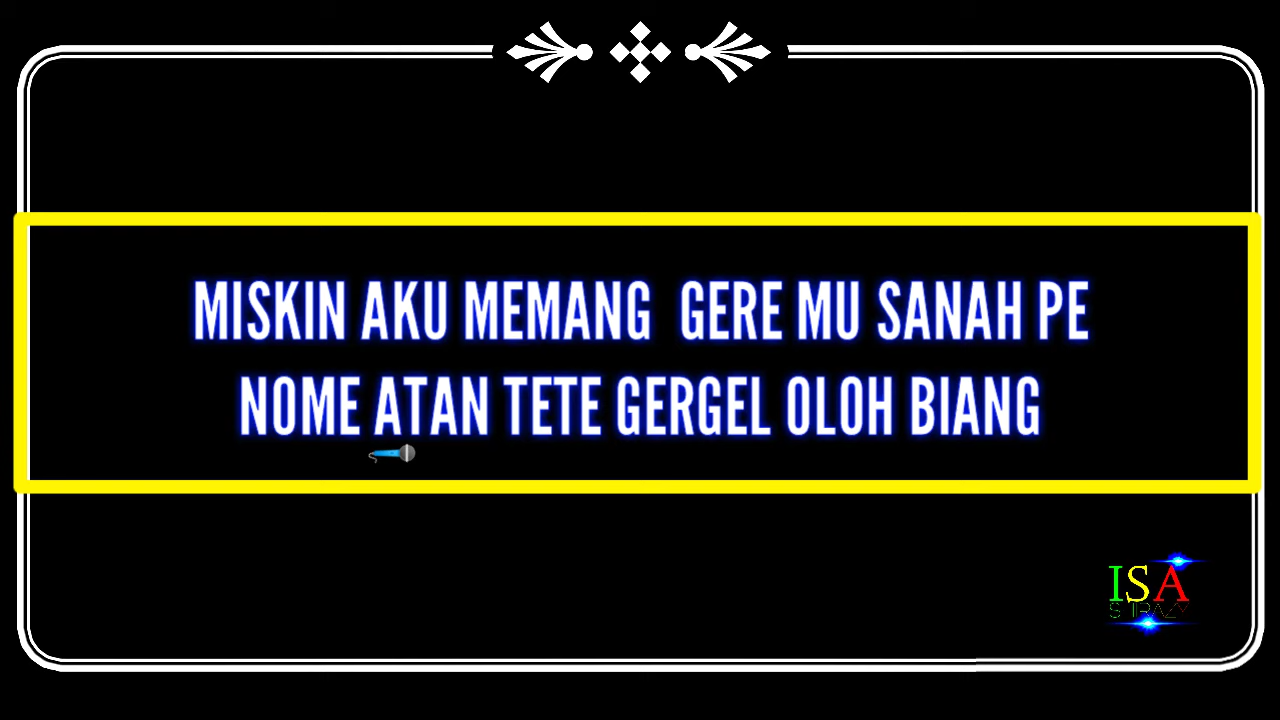 MISKIN AKU MEMANG GERE MU SANAH PE
NOME ATAN TETE GERGEL OLOH BIANG
ISA